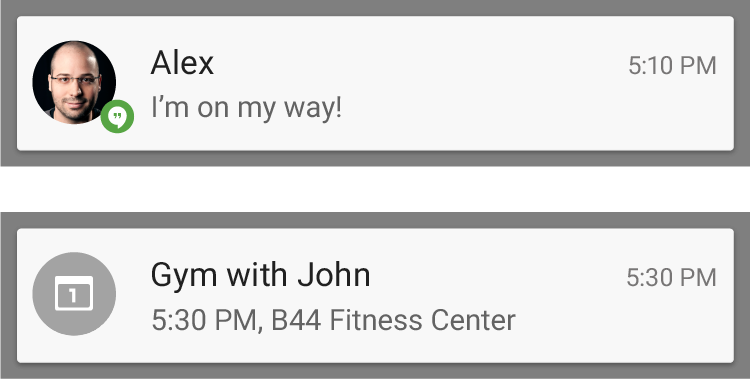 Alex
5:10 PM
I’m on my way!
1
Gym with John
5:30 PM
5:30 PM, B44 Fitness Center